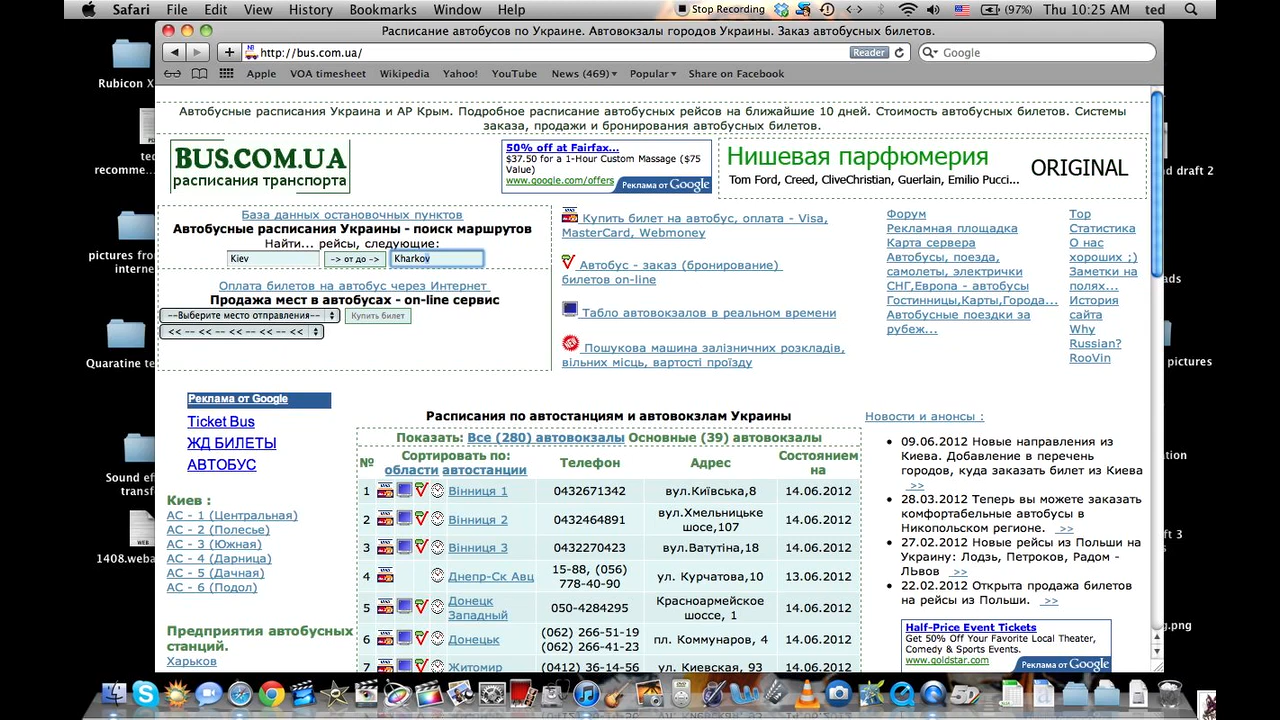 Safari File Edit View History Bookmarks Window Help Stop Recording (97%) Thu 10:25 AM ted
Расписание автобусов по Украине. Автовокзалы городов Украины. Заказ автобусных билетов.
http://bus.com.ua/ Reader Google
Apple VOA timesheet Wikipedia Yahoo! YouTube News (469) Popular Share on Facebook
Rubicon X
recomme...
pictures from
internet
Quaratine te
Sound ef
transf
1408.weba
draft 2
ads
pictures
ation
ft 3
g.png
Автобусные расписания Украина и АР Крым. Подробное расписание автобусных рейсов на ближайшие 10 дней. Стоимость автобусных билетов. Системы
заказа, продажи и бронирования автобусных билетов.
BUS.COM.UA
расписания транспорта
50% off at Fairfax...
$37.50 for a 1-Hour Custom Massage ($75
Value)
www.google.com/offers
Реклама от Google
Нишевая парфюмерия
Tom Ford, Creed, CliveChristian, Guerlain, Emilio Pucci...
ORIGINAL
База данных остановочных пунктов
Автобусные расписания Украины - поиск маршрутов
Найти... рейсы, следующие:
Kiev -> от до -> Kharkov
Оплата билетов на автобус через Интернет
Продажа мест в автобусах - on-line сервис
--Выберите место отправления-- Купить билет
<< -- << -- << -- << -- <<
Купить билет на автобус, оплата - Visa,
MasterCard, Webmoney
Автобус - заказ (бронирование)
билетов on-line
Табло автовокзалов в реальном времени
Пошукова машина залізничних розкладів,
вільних місць, вартості проїзду
Форум
Рекламная площадка
Карта сервера
Автобусы, поезда,
самолеты, электрички
СНГ,Европа - автобусы
Гостинницы,Карты,Города...
Автобусные поездки за
рубеж...
Top
Статистика
О нас
хороших ;)
Заметки на
полях...
История
сайта
Why
Russian?
RooVin
Реклама от Google
Ticket Bus
ЖД БИЛЕТЫ
АВТОБУС
Киев :
АС - 1 (Центральная)
АС - 2 (Полесье)
АС - 3 (Южная)
АС - 4 (Дарница)
АС - 5 (Дачная)
АС - 6 (Подол)
Предприятия автобусных
станций.
Харьков
Расписания по автостанциям и автовокзлам Украины
Показать: Все (280) автовокзалы Основные (39) автовокзалы
№ Сортировать по: области автостанции Телефон Адрес Состоянием на
1 Вінниця 1 0432671342 вул.Київська,8 14.06.2012
2 Вінниця 2 0432464891 вул.Хмельницьке шосе,107 14.06.2012
3 Вінниця 3 0432270423 вул.Ватутіна,18 14.06.2012
4 Днепр-Ск Авц 15-88, (056) 778-40-90 ул. Курчатова,10 13.06.2012
5 Донецк Западный 050-4284295 Красноармейское шоссе, 1 14.06.2012
6 Донецьк (062) 266-51-19 (062) 266-41-23 пл. Коммунаров, 4 14.06.2012
7 Житомир (0412) 36-14-56 ул. Киевская, 93 14.06.2012
Новости и анонсы :
09.06.2012 Новые направления из
Киева. Добавление в перечень
городов, куда заказать билет из Киева
>>
28.03.2012 Теперь вы можете заказать
комфортабельные автобусы в
Никопольском регионе. >>
27.02.2012 Новые рейсы из Польши на
Украину Лодзь, Петроков, Радом -
Львов >>
22.02.2012 Открыта продажа билетов
на рейсы из Польши. >>
Half-Price Event Tickets
Get 50% Off Your Favorite Local Theater,
Comedy & Sports Events.
www.goldstar.com
Реклама от Google